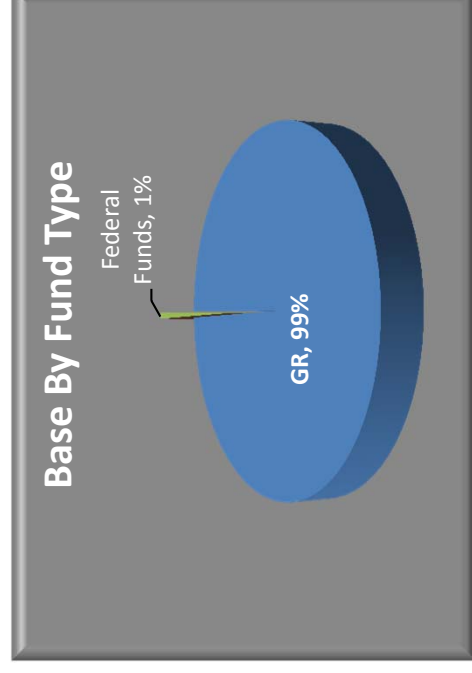 Base By Fund Type
Federal
Funds, 1%
GR, 99%